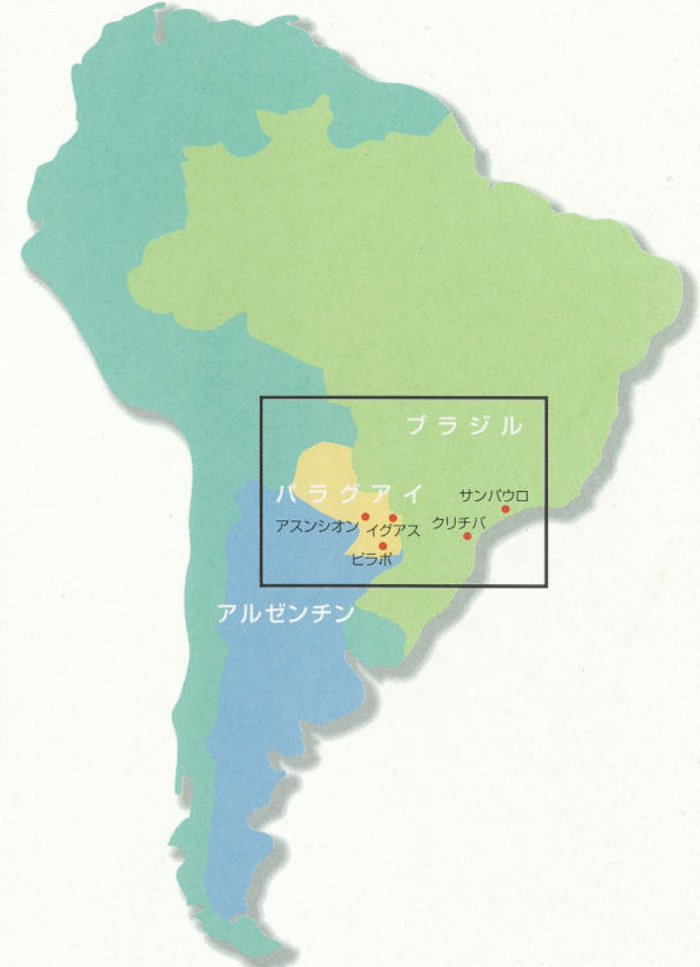 ブラジル
パラグアイ
サンパウロ
アスンシオン
イグアス
クリチバ
ピラポ
アルゼンチン